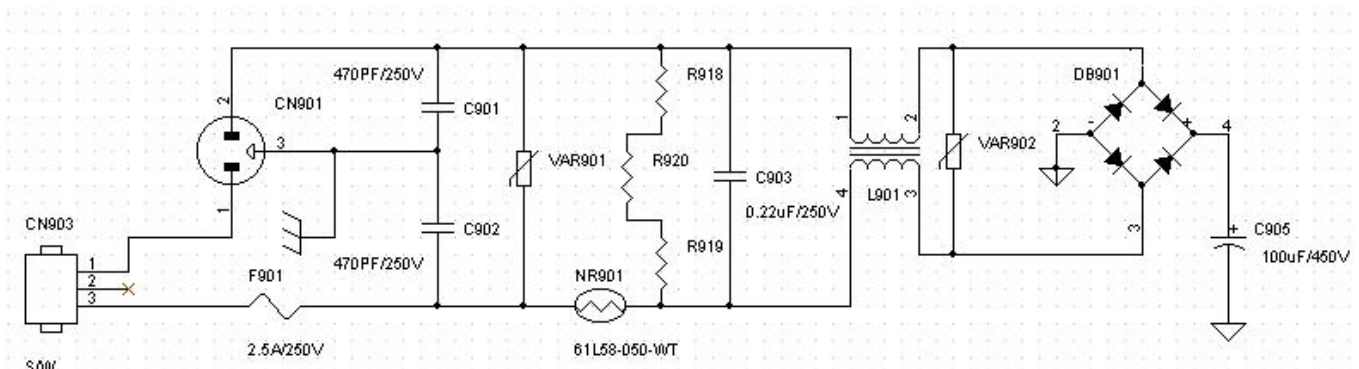 470PF/250V
R918
DB901
2
CN901
C901
1
2
-
+
2
4
3
VAR901
R920
VAR902
C903
4
L901
3
0.22uF/250V
1
CN903
C902
R919
3
C905
+
100uF/450V
470PF/250V
1
F901
NR901
2
3
2.5A/250V
61L58-050-WT